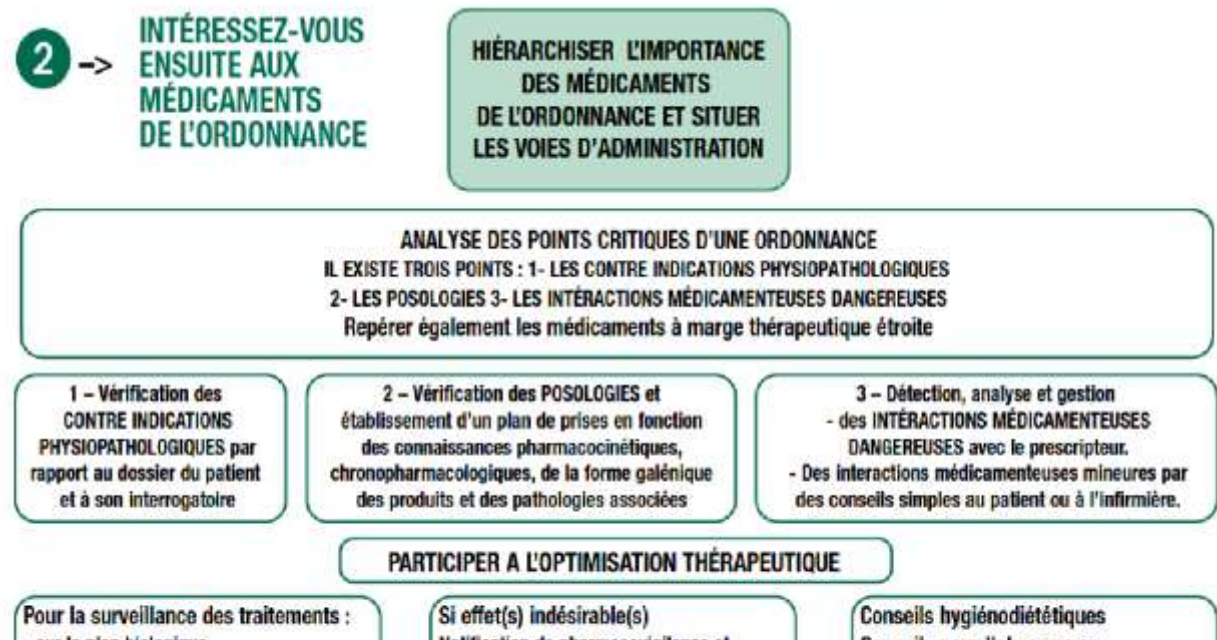 2 -> INTÉRESSEZ-VOUS
ENSUITE AUX
MÉDICAMENTS
DE L'ORDONNANCE
HIÉRARCHISER L'IMPORTANCE
DES MÉDICAMENTS
DE L'ORDONNANCE ET SITUER
LES VOIES D'ADMINISTRATION
ANALYSE DES POINTS CRITIQUES D'UNE ORDONNANCE
IL EXISTE TROIS POINTS : 1- LES CONTRE INDICATIONS PHYSIOPATHOLOGIQUES
2- LES POSOLOGIES 3- LES INTÉRACTIONS MÉDICAMENTEUSES DANGEREUSES
Repérer également les médicaments à marge thérapeutique étroite
1 – Vérification des
CONTRE INDICATIONS
PHYSIOPATHOLOGIQUES par
rapport au dossier du patient
et à son interrogatoire
2 – Vérification des POSOLOGIES et
établissement d'un plan de prises en fonction
des connaissances pharmacocinétiques,
chronopharmacologiques, de la forme galénique
des produits et des pathologies associées
3 – Détection, analyse et gestion
- des INTÉRACTIONS MÉDICAMENTEUSES
DANGEREUSES avec le prescripteur.
- Des interactions médicamenteuses mineures par
des conseils simples au patient ou à l'infirmière.
PARTICIPER A L'OPTIMISATION THÉRAPEUTIQUE
Pour la surveillance des traitements :
Si effet(s) indésirable(s)
Conseils hygiénodiététiques